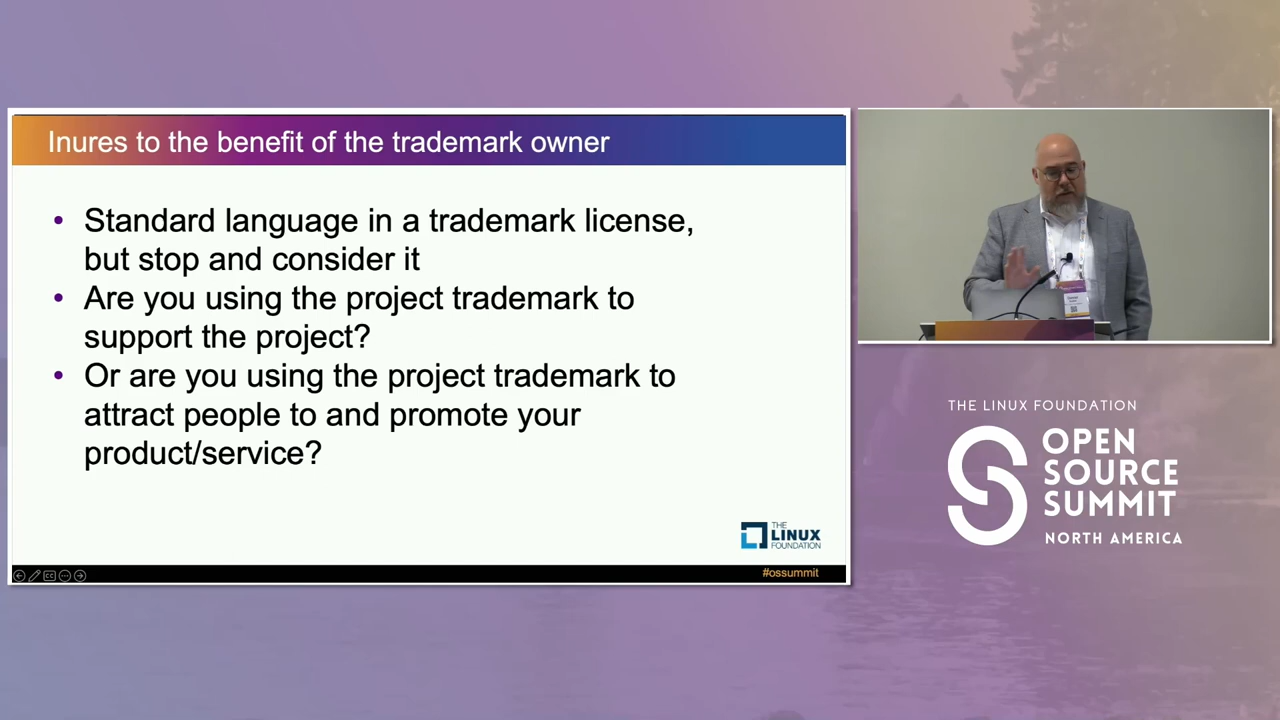 Inures to the benefit of the trademark owner
• Standard language in a trademark license,
but stop and consider it
• Are you using the project trademark to
support the project?
• Or are you using the project trademark to
attract people to and promote your
product/service?
THE
LINUX
FOUNDATION
CC
#ossummit
THE LINUX FOUNDATION
OPEN
SOURCE
SUMMIT
NORTH AMERICA